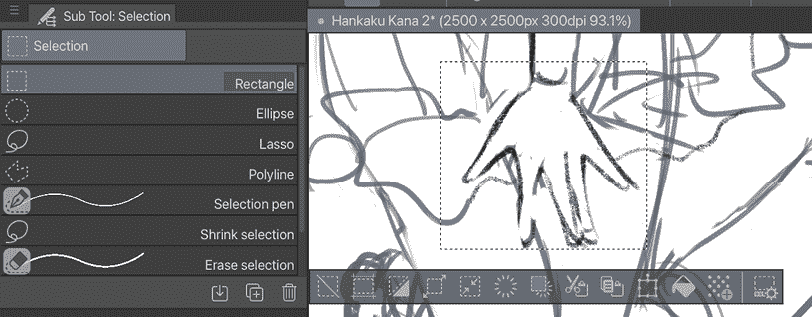 Sub Tool: Selection
Selection
Rectangle
Ellipse
Lasso
Polyline
Selection pen
Shrink selection
Erase selection
Hankaku Kana 2* (2500 x 2500px 300dpi 93.1%)